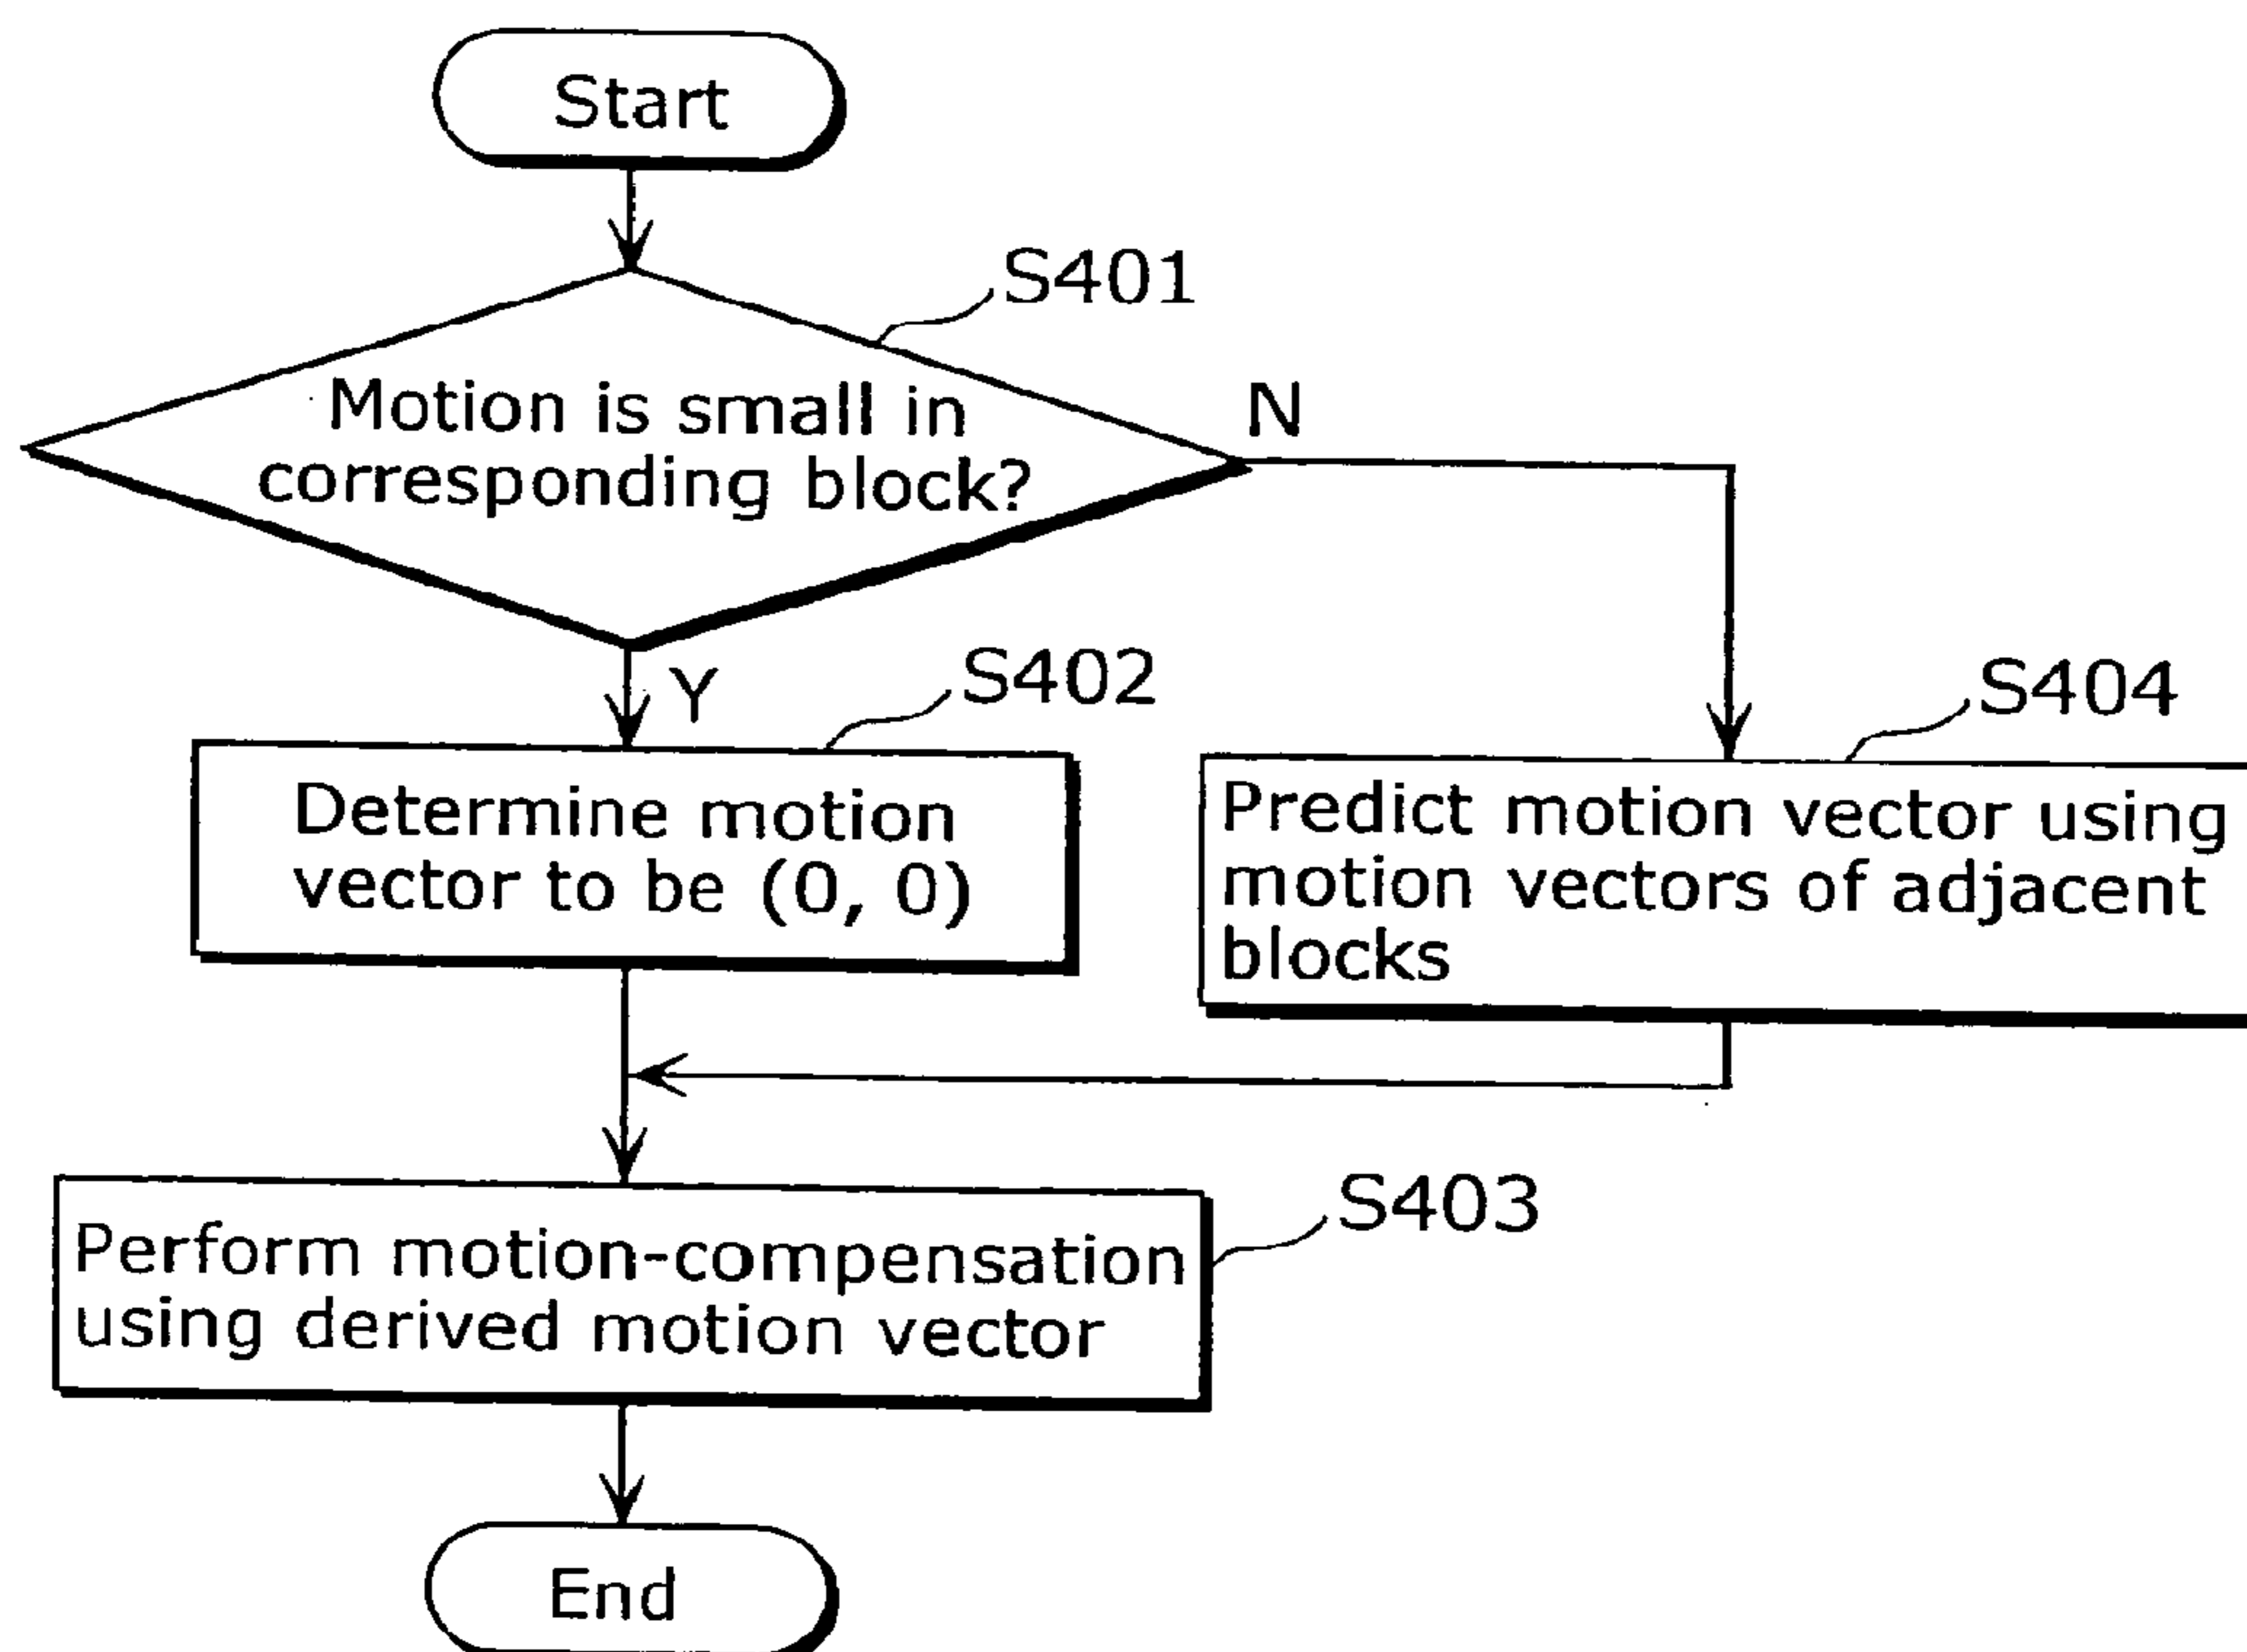 Start
S401
Motion is small in
corresponding block?
N
Y
S402
Determine motion
vector to be (0, 0)
S404
Predict motion vector using
motion vectors of adjacent
blocks
S403
Perform motion-compensation
using derived motion vector
End